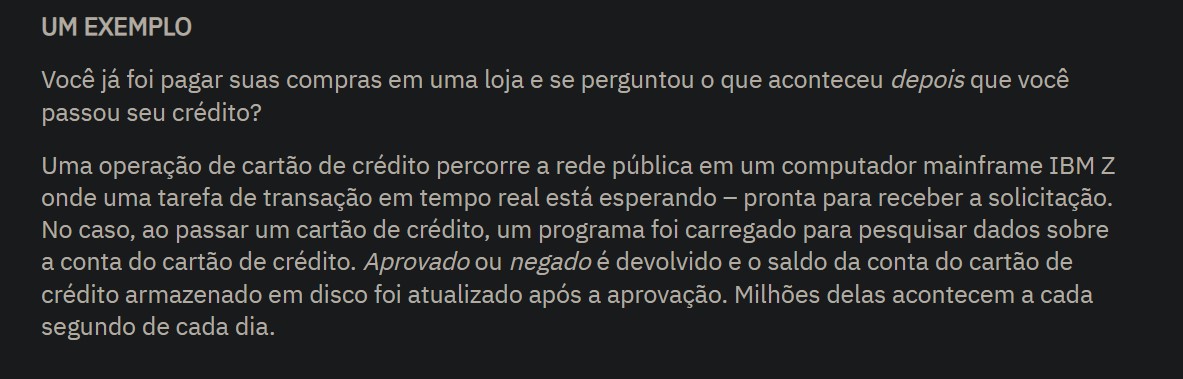 UM EXEMPLO
Você já foi pagar suas compras em uma loja e se perguntou o que aconteceu depois que você
passou seu crédito?
Uma operação de cartão de crédito percorre a rede pública em um computador mainframe IBM Z
onde uma tarefa de transação em tempo real está esperando – pronta para receber a solicitação.
No caso, ao passar um cartão de crédito, um programa foi carregado para pesquisar dados sobre
a conta do cartão de crédito. Aprovado ou negado é devolvido e o saldo da conta do cartão de
crédito armazenado em disco foi atualizado após a aprovação. Milhões delas acontecem a cada
segundo de cada dia.